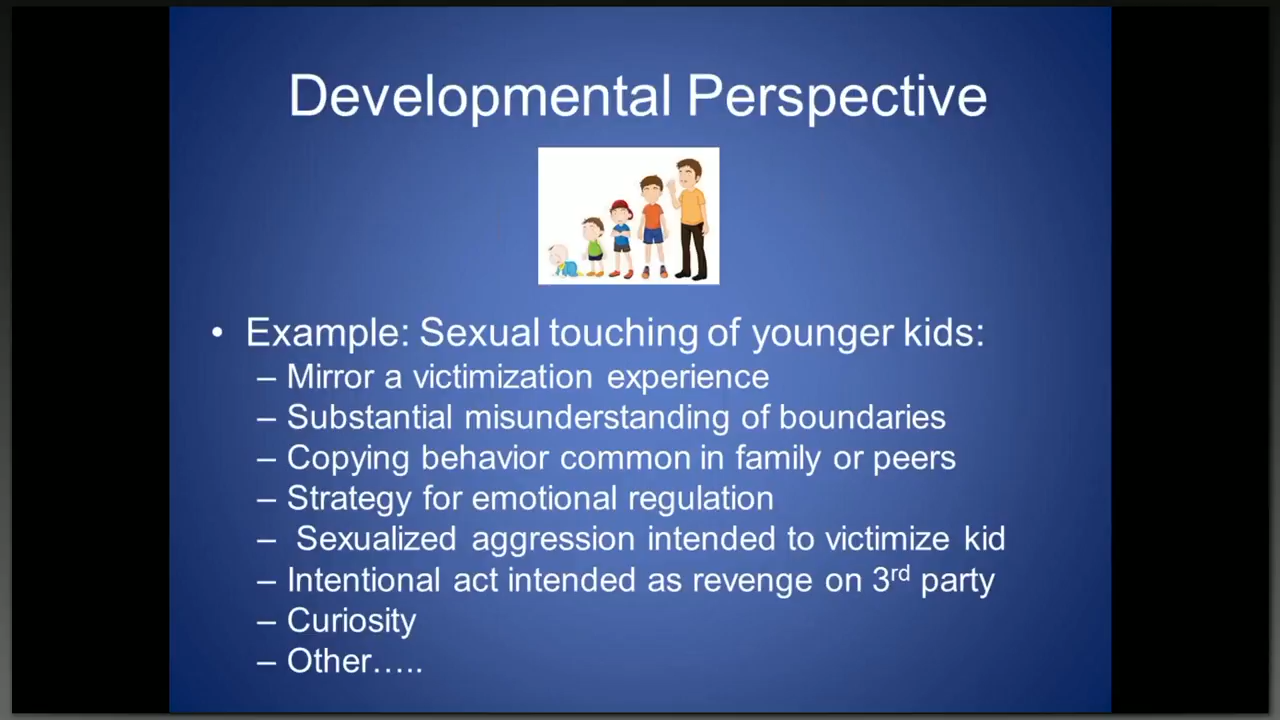 Developmental Perspective
• Example: Sexual touching of younger kids:
– Mirror a victimization experience
– Substantial misunderstanding of boundaries
– Copying behavior common in family or peers
– Strategy for emotional regulation
– Sexualized aggression intended to victimize kid
– Intentional act intended as revenge on 3rd party
– Curiosity
– Other…..